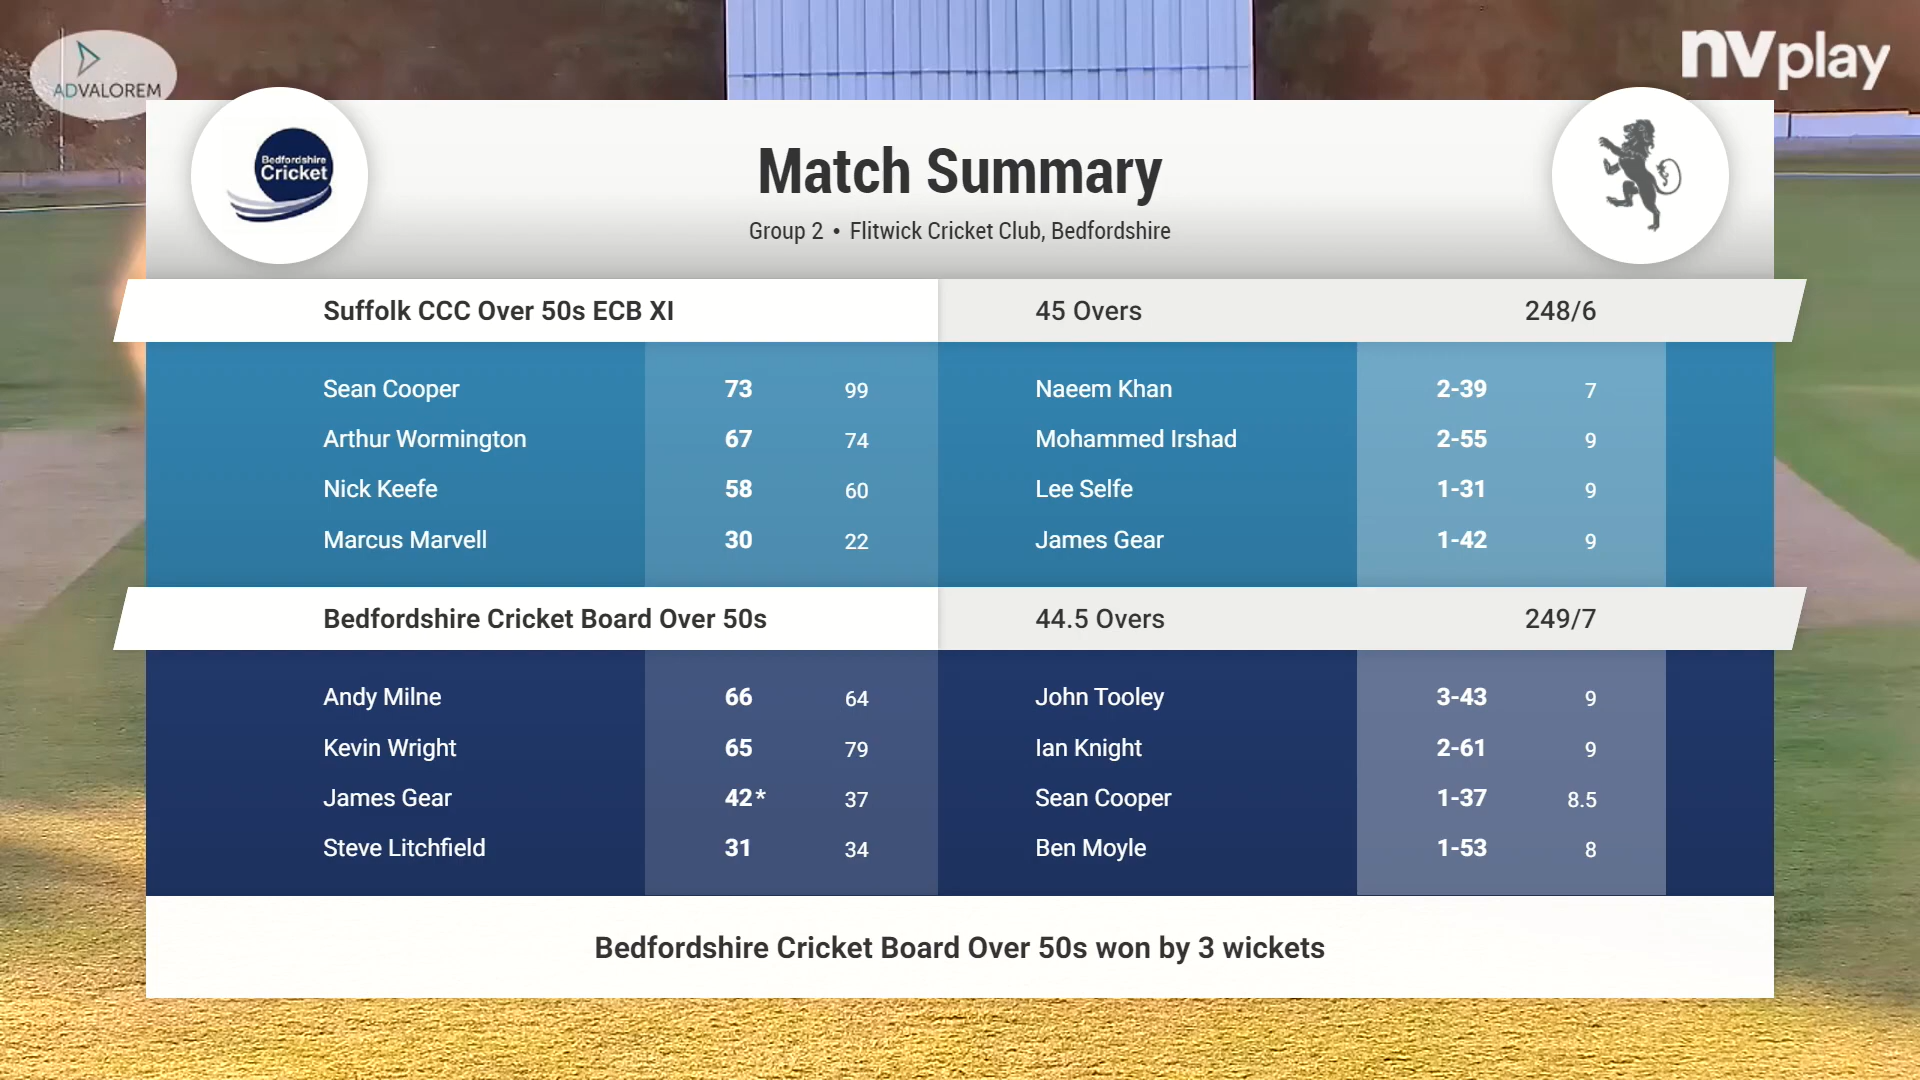 ADVALOREM
nvplay
Bedfordshire
Cricket
Match Summary
Group 2 • Flitwick Cricket Club, Bedfordshire
Suffolk CCC Over 50s ECB XI 45 Overs 248/6
Sean Cooper 73 99 Naeem Khan 2-39 7
Arthur Wormington 67 74 Mohammed Irshad 2-55 9
Nick Keefe 58 60 Lee Selfe 1-31 9
Marcus Marvell 30 22 James Gear 1-42 9
Bedfordshire Cricket Board Over 50s 44.5 Overs 249/7
Andy Milne 66 64 John Tooley 3-43 9
Kevin Wright 65 79 Ian Knight 2-61 9
James Gear 42* 37 Sean Cooper 1-37 8.5
Steve Litchfield 31 34 Ben Moyle 1-53 8
Bedfordshire Cricket Board Over 50s won by 3 wickets